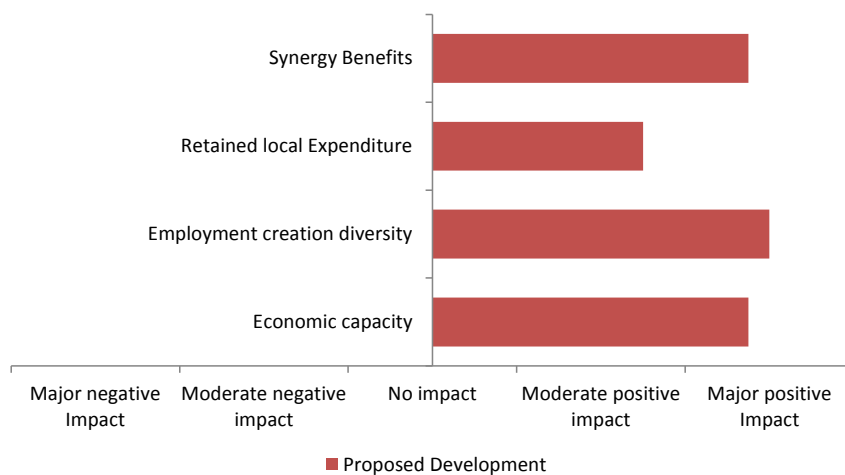 Synergy Benefits
Retained local Expenditure
Employment creation diversity
Economic capacity
Major negative
Impact
Moderate negative
impact
No impact
Moderate positive
impact
Major positive
Impact
Proposed Development